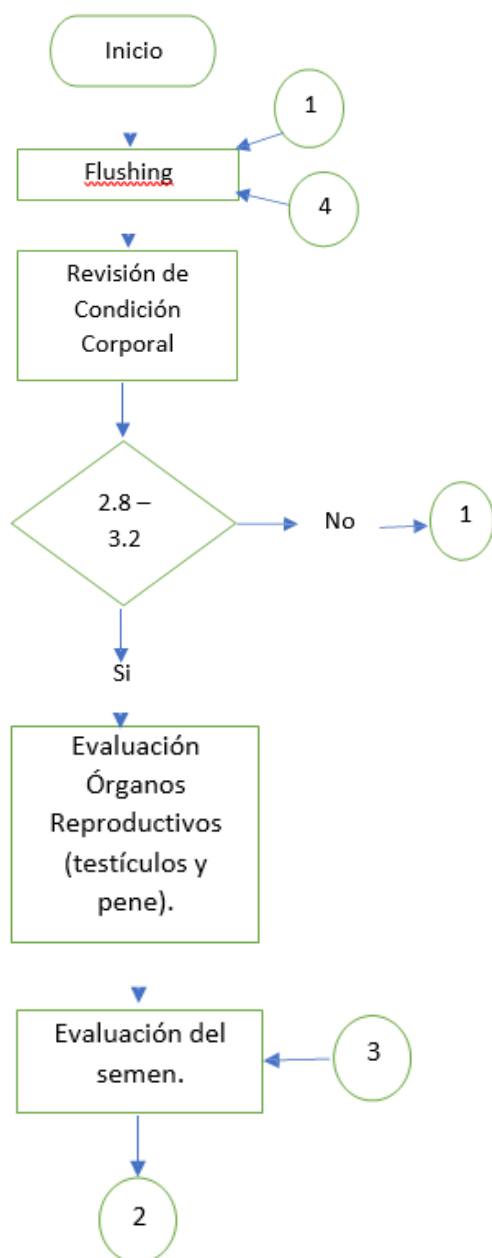 Inicio
1
Flushing
4
Revisión de
Condición
Corporal
2.8 –
3.2
No
1
Si
Evaluación
Órganos
Reproductivos
(testículos y
pene).
Evaluación del
semen.
3
2